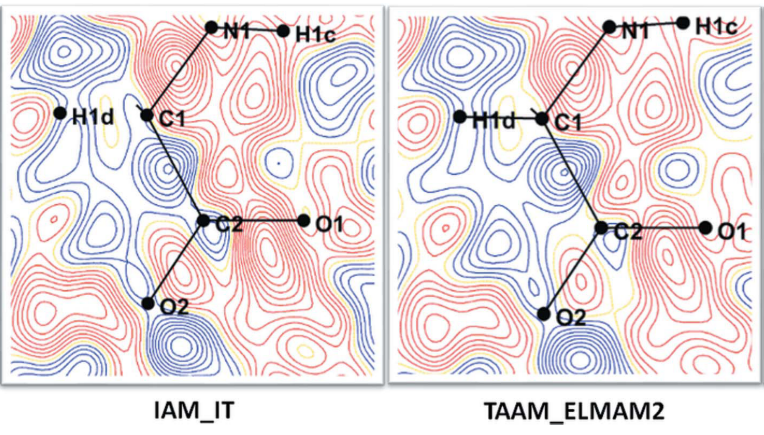 N1 H1c
H1d C1
C2 O1
O2
N1 H1c
H1d C1
C2 O1
O2
IAM_IT
TAAM_ELMAM2